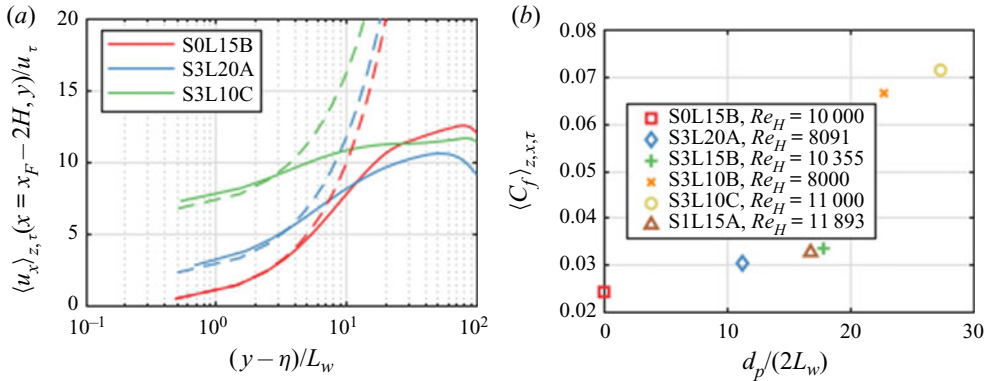 (a)
⟨u_x⟩_{z,τ}(x = x_F − 2H, y)/u_τ
20
15
10
5
0
S0L15B
S3L20A
S3L10C
10^{−1}
10^0
10^1
10^2
(y − η)/L_w
(b)
⟨C_f⟩_{z,x,τ}
0.08
0.07
0.06
0.05
0.04
0.03
0.02
S0L15B, Re_H = 10 000
S3L20A, Re_H = 8091
S3L15B, Re_H = 10 355
S3L10B, Re_H = 8000
S3L10C, Re_H = 11 000
S1L15A, Re_H = 11 893
0
10
20
30
d_p/(2L_w)